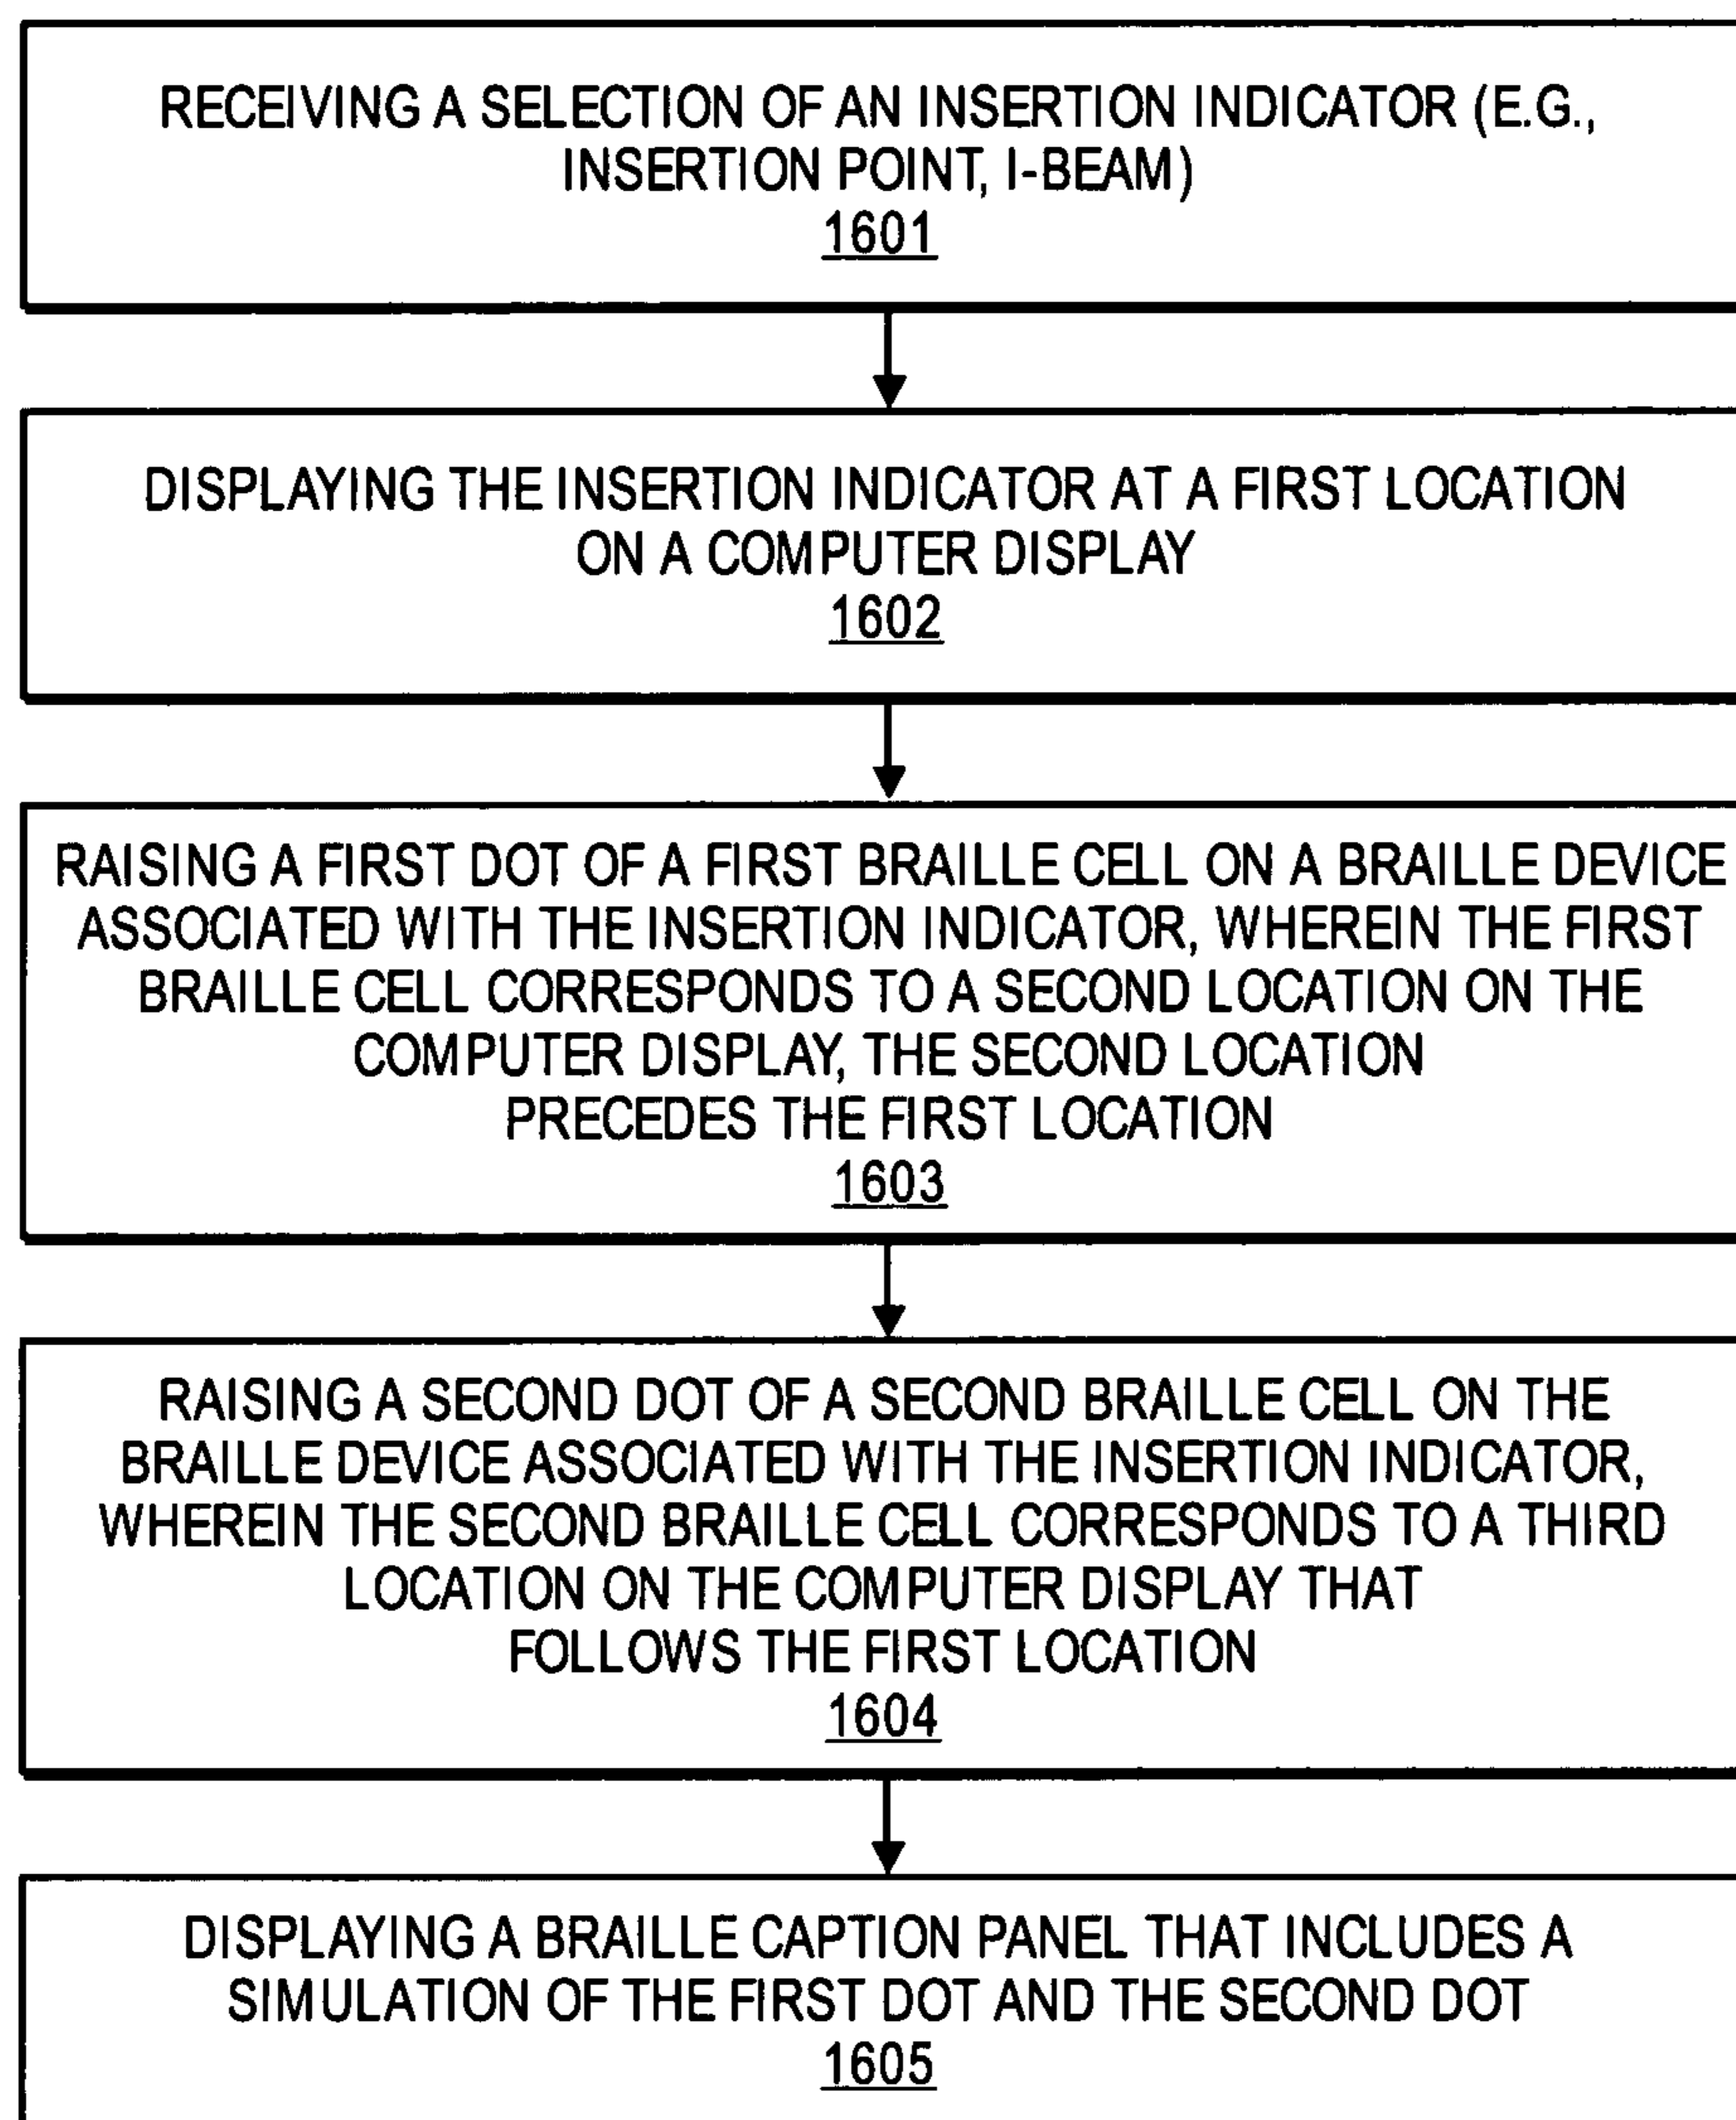 RECEIVING A SELECTION OF AN INSERTION INDICATOR (E.G.,
INSERTION POINT, I-BEAM)
1601
DISPLAYING THE INSERTION INDICATOR AT A FIRST LOCATION
ON A COMPUTER DISPLAY
1602
RAISING A FIRST DOT OF A FIRST BRAILLE CELL ON A BRAILLE DEVICE
ASSOCIATED WITH THE INSERTION INDICATOR, WHEREIN THE FIRST
BRAILLE CELL CORRESPONDS TO A SECOND LOCATION ON THE
COMPUTER DISPLAY, THE SECOND LOCATION
PRECEDES THE FIRST LOCATION
1603
RAISING A SECOND DOT OF A SECOND BRAILLE CELL ON THE
BRAILLE DEVICE ASSOCIATED WITH THE INSERTION INDICATOR,
WHEREIN THE SECOND BRAILLE CELL CORRESPONDS TO A THIRD
LOCATION ON THE COMPUTER DISPLAY THAT
FOLLOWS THE FIRST LOCATION
1604
DISPLAYING A BRAILLE CAPTION PANEL THAT INCLUDES A
SIMULATION OF THE FIRST DOT AND THE SECOND DOT
1605